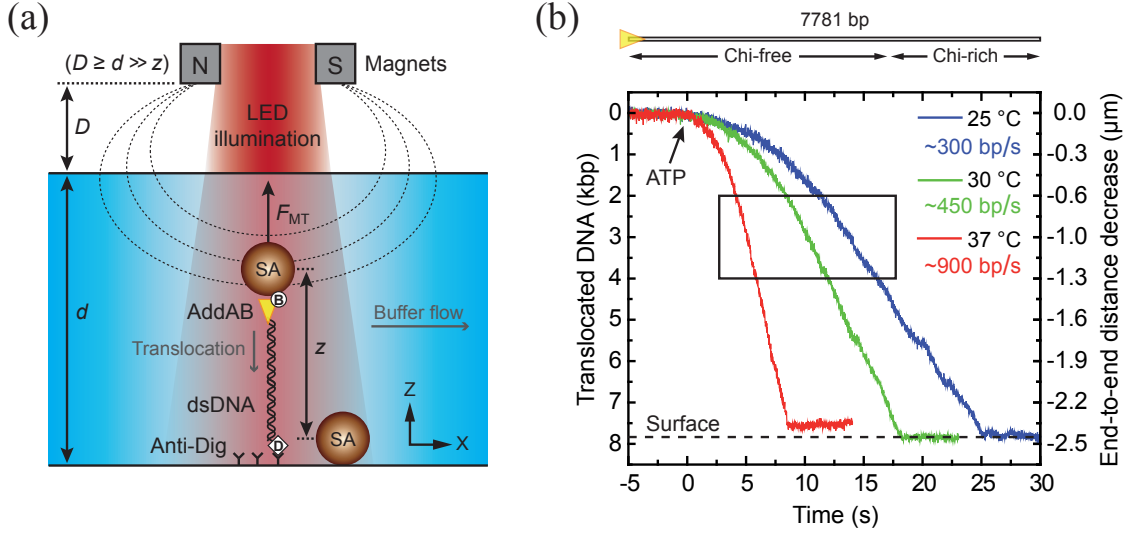 (a)
(D ≥ d ≫ z)
N
S
Magnets
D
LED
illumination
F_MT
SA
B
AddAB
Buffer flow
Translocation
d
z
dsDNA
Anti-Dig
D
SA
Z
X
(b)
7781 bp
Chi-free
Chi-rich
Translocated DNA (kbp)
0
1
2
3
4
5
6
7
8
ATP
25 °C
~300 bp/s
30 °C
~450 bp/s
37 °C
~900 bp/s
Surface
0.0
-0.3
-0.6
-1.0
-1.3
-1.6
-1.9
-2.2
-2.5
End-to-end distance decrease (μm)
-5 0 5 10 15 20 25 30
Time (s)